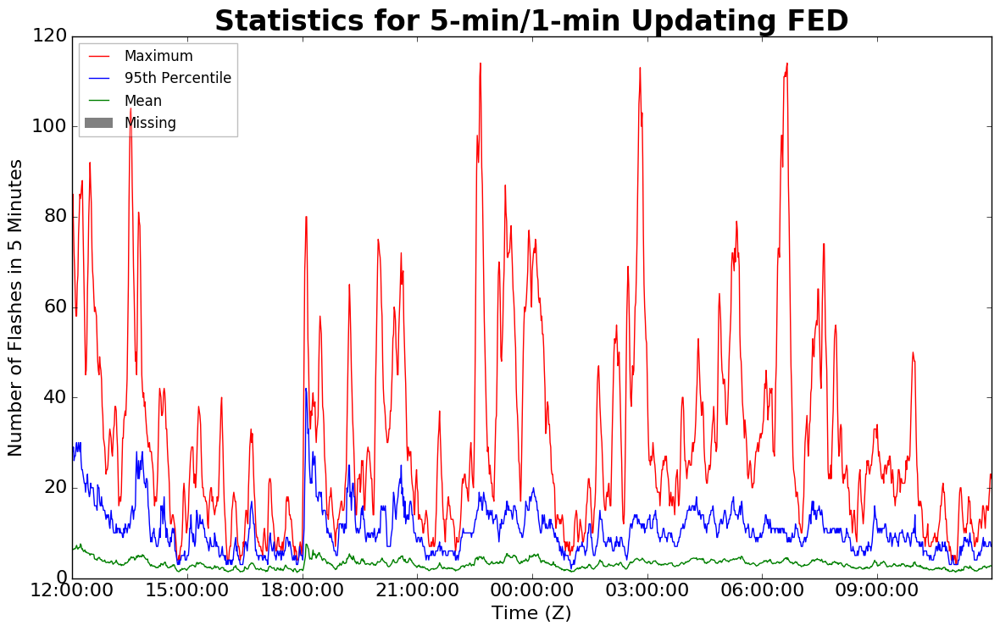 Statistics for 5-min/1-min Updating FED
120
100
80
60
40
20
0
Number of Flashes in 5 Minutes
Maximum
95th Percentile
Mean
Missing
12:00:00 15:00:00 18:00:00 21:00:00 00:00:00 03:00:00 06:00:00 09:00:00
Time (Z)